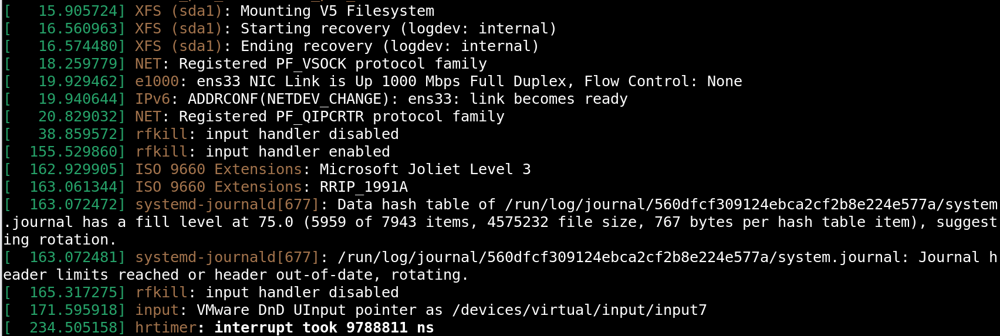 [   15.905724] XFS (sda1): Mounting V5 Filesystem
[   16.560963] XFS (sda1): Starting recovery (logdev: internal)
[   16.574480] XFS (sda1): Ending recovery (logdev: internal)
[   18.259779] NET: Registered PF_VSOCK protocol family
[   19.929462] e1000: ens33 NIC Link is Up 1000 Mbps Full Duplex, Flow Control: None
[   19.940644] IPv6: ADDRCONF(NETDEV_CHANGE): ens33: link becomes ready
[   20.829032] NET: Registered PF_QIPCRTR protocol family
[   38.859572] rfkill: input handler disabled
[  155.529860] rfkill: input handler enabled
[  162.929905] ISO 9660 Extensions: Microsoft Joliet Level 3
[  163.061344] ISO 9660 Extensions: RRIP_1991A
[  163.072472] systemd-journald[677]: Data hash table of /run/log/journal/560dfcf309124ebca2cf2b8e224e577a/system
.journal has a fill level at 75.0 (5959 of 7943 items, 4575232 file size, 767 bytes per hash table item), suggest
ing rotation.
[  163.072481] systemd-journald[677]: /run/log/journal/560dfcf309124ebca2cf2b8e224e577a/system.journal: Journal h
eader limits reached or header out-of-date, rotating.
[  165.317275] rfkill: input handler disabled
[  171.595918] input: VMware DnD UInput pointer as /devices/virtual/input/input7
[  234.505158] hrtimer: interrupt took 9788811 ns